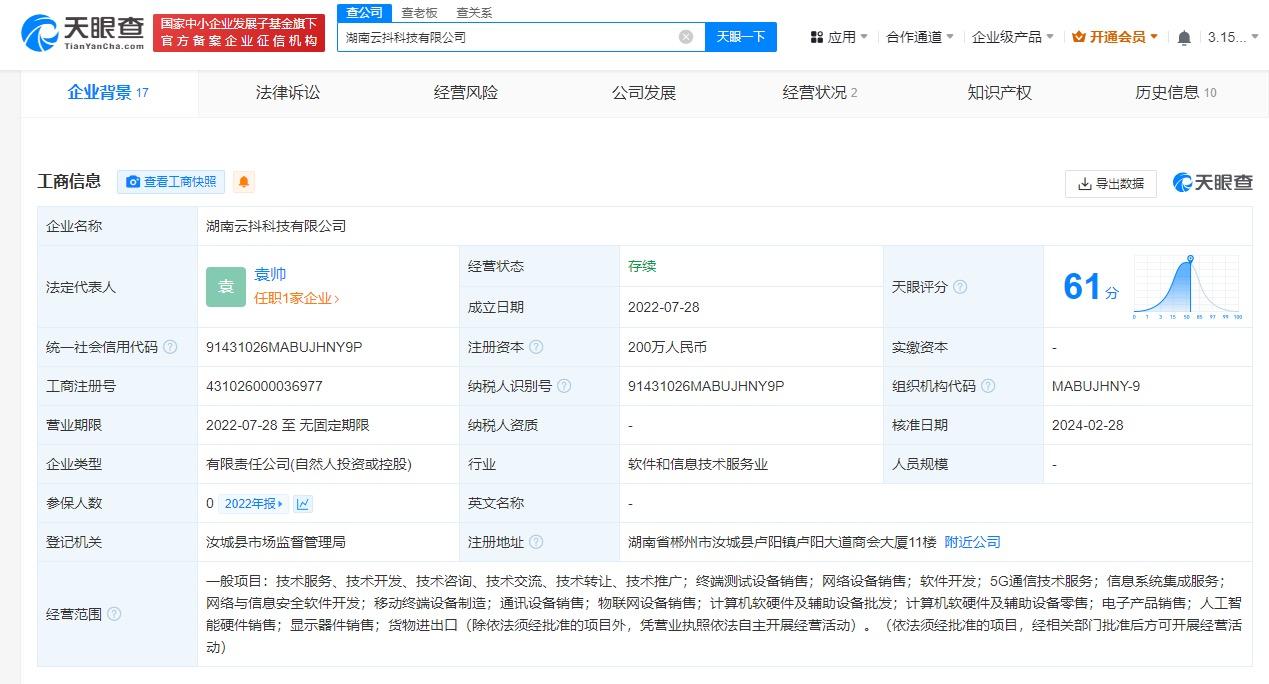 天眼查
TianYanCha.com
国家中小企业发展子基金旗下
官方备案企业征信机构
查公司 查老板 查关系
湖南云抖科技有限公司 天眼一下
应用 合作通道 企业级产品 开通会员 3.15...
企业背景 17 法律诉讼 经营风险 公司发展 经营状况 2 知识产权 历史信息 10
工商信息 查看工商快照 导出数据 天眼查
企业名称 湖南云抖科技有限公司
法定代表人 袁 袁帅 任职1家企业 >
经营状态 存续
成立日期 2022-07-28
天眼评分 ? 61分
0 1 3 15 50 85 97 99 100
统一社会信用代码 ? 91431026MABUJHNY9P 注册资本 ? 200万人民币 实缴资本 -
工商注册号 431026000036977 纳税人识别号 ? 91431026MABUJHNY9P 组织机构代码 ? MABUJHNY-9
营业期限 2022-07-28 至 无固定期限 纳税人资质 - 核准日期 2024-02-28
企业类型 有限责任公司(自然人投资或控股) 行业 软件和信息技术服务业 人员规模 -
参保人数 0 2022年报 英文名称 -
登记机关 汝城县市场监督管理局 注册地址 ? 湖南省郴州市汝城县卢阳镇卢阳大道商会大厦11楼 附近公司
经营范围 ?
一般项目：技术服务、技术开发、技术咨询、技术交流、技术转让、技术推广；终端测试设备销售；网络设备销售；软件开发；5G通信技术服务；信息系统集成服务；
网络与信息安全软件开发；移动终端设备制造；通讯设备销售；物联网设备销售；计算机软硬件及辅助设备批发；计算机软硬件及辅助设备零售；电子产品销售；人工智
能硬件销售；显示器件销售；货物进出口（除依法须经批准的项目外，凭营业执照依法自主开展经营活动）。（依法须经批准的项目，经相关部门批准后方可开展经营活
动）